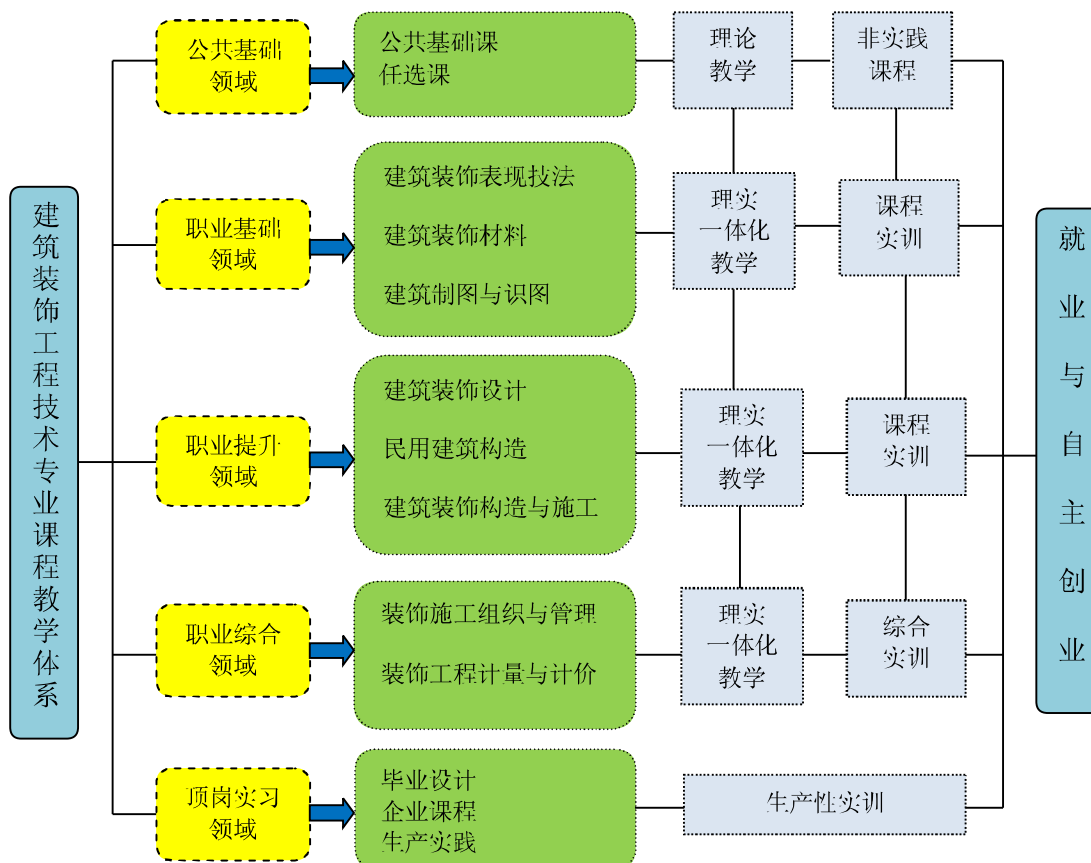 建筑装饰工程技术专业课程教学体系
公共基础
领域
公共基础课
任选课
理论
教学
非实践
课程
职业基础
领域
建筑装饰表现技法
建筑装饰材料
建筑制图与识图
理实
一体化
教学
课程
实训
职业提升
领域
建筑装饰设计
民用建筑构造
建筑装饰构造与施工
理实
一体化
教学
课程
实训
职业综合
领域
装饰施工组织与管理
装饰工程计量与计价
理实
一体化
教学
综合
实训
顶岗实习
领域
毕业设计
企业课程
生产实践
生产性实训
就业与自主创业